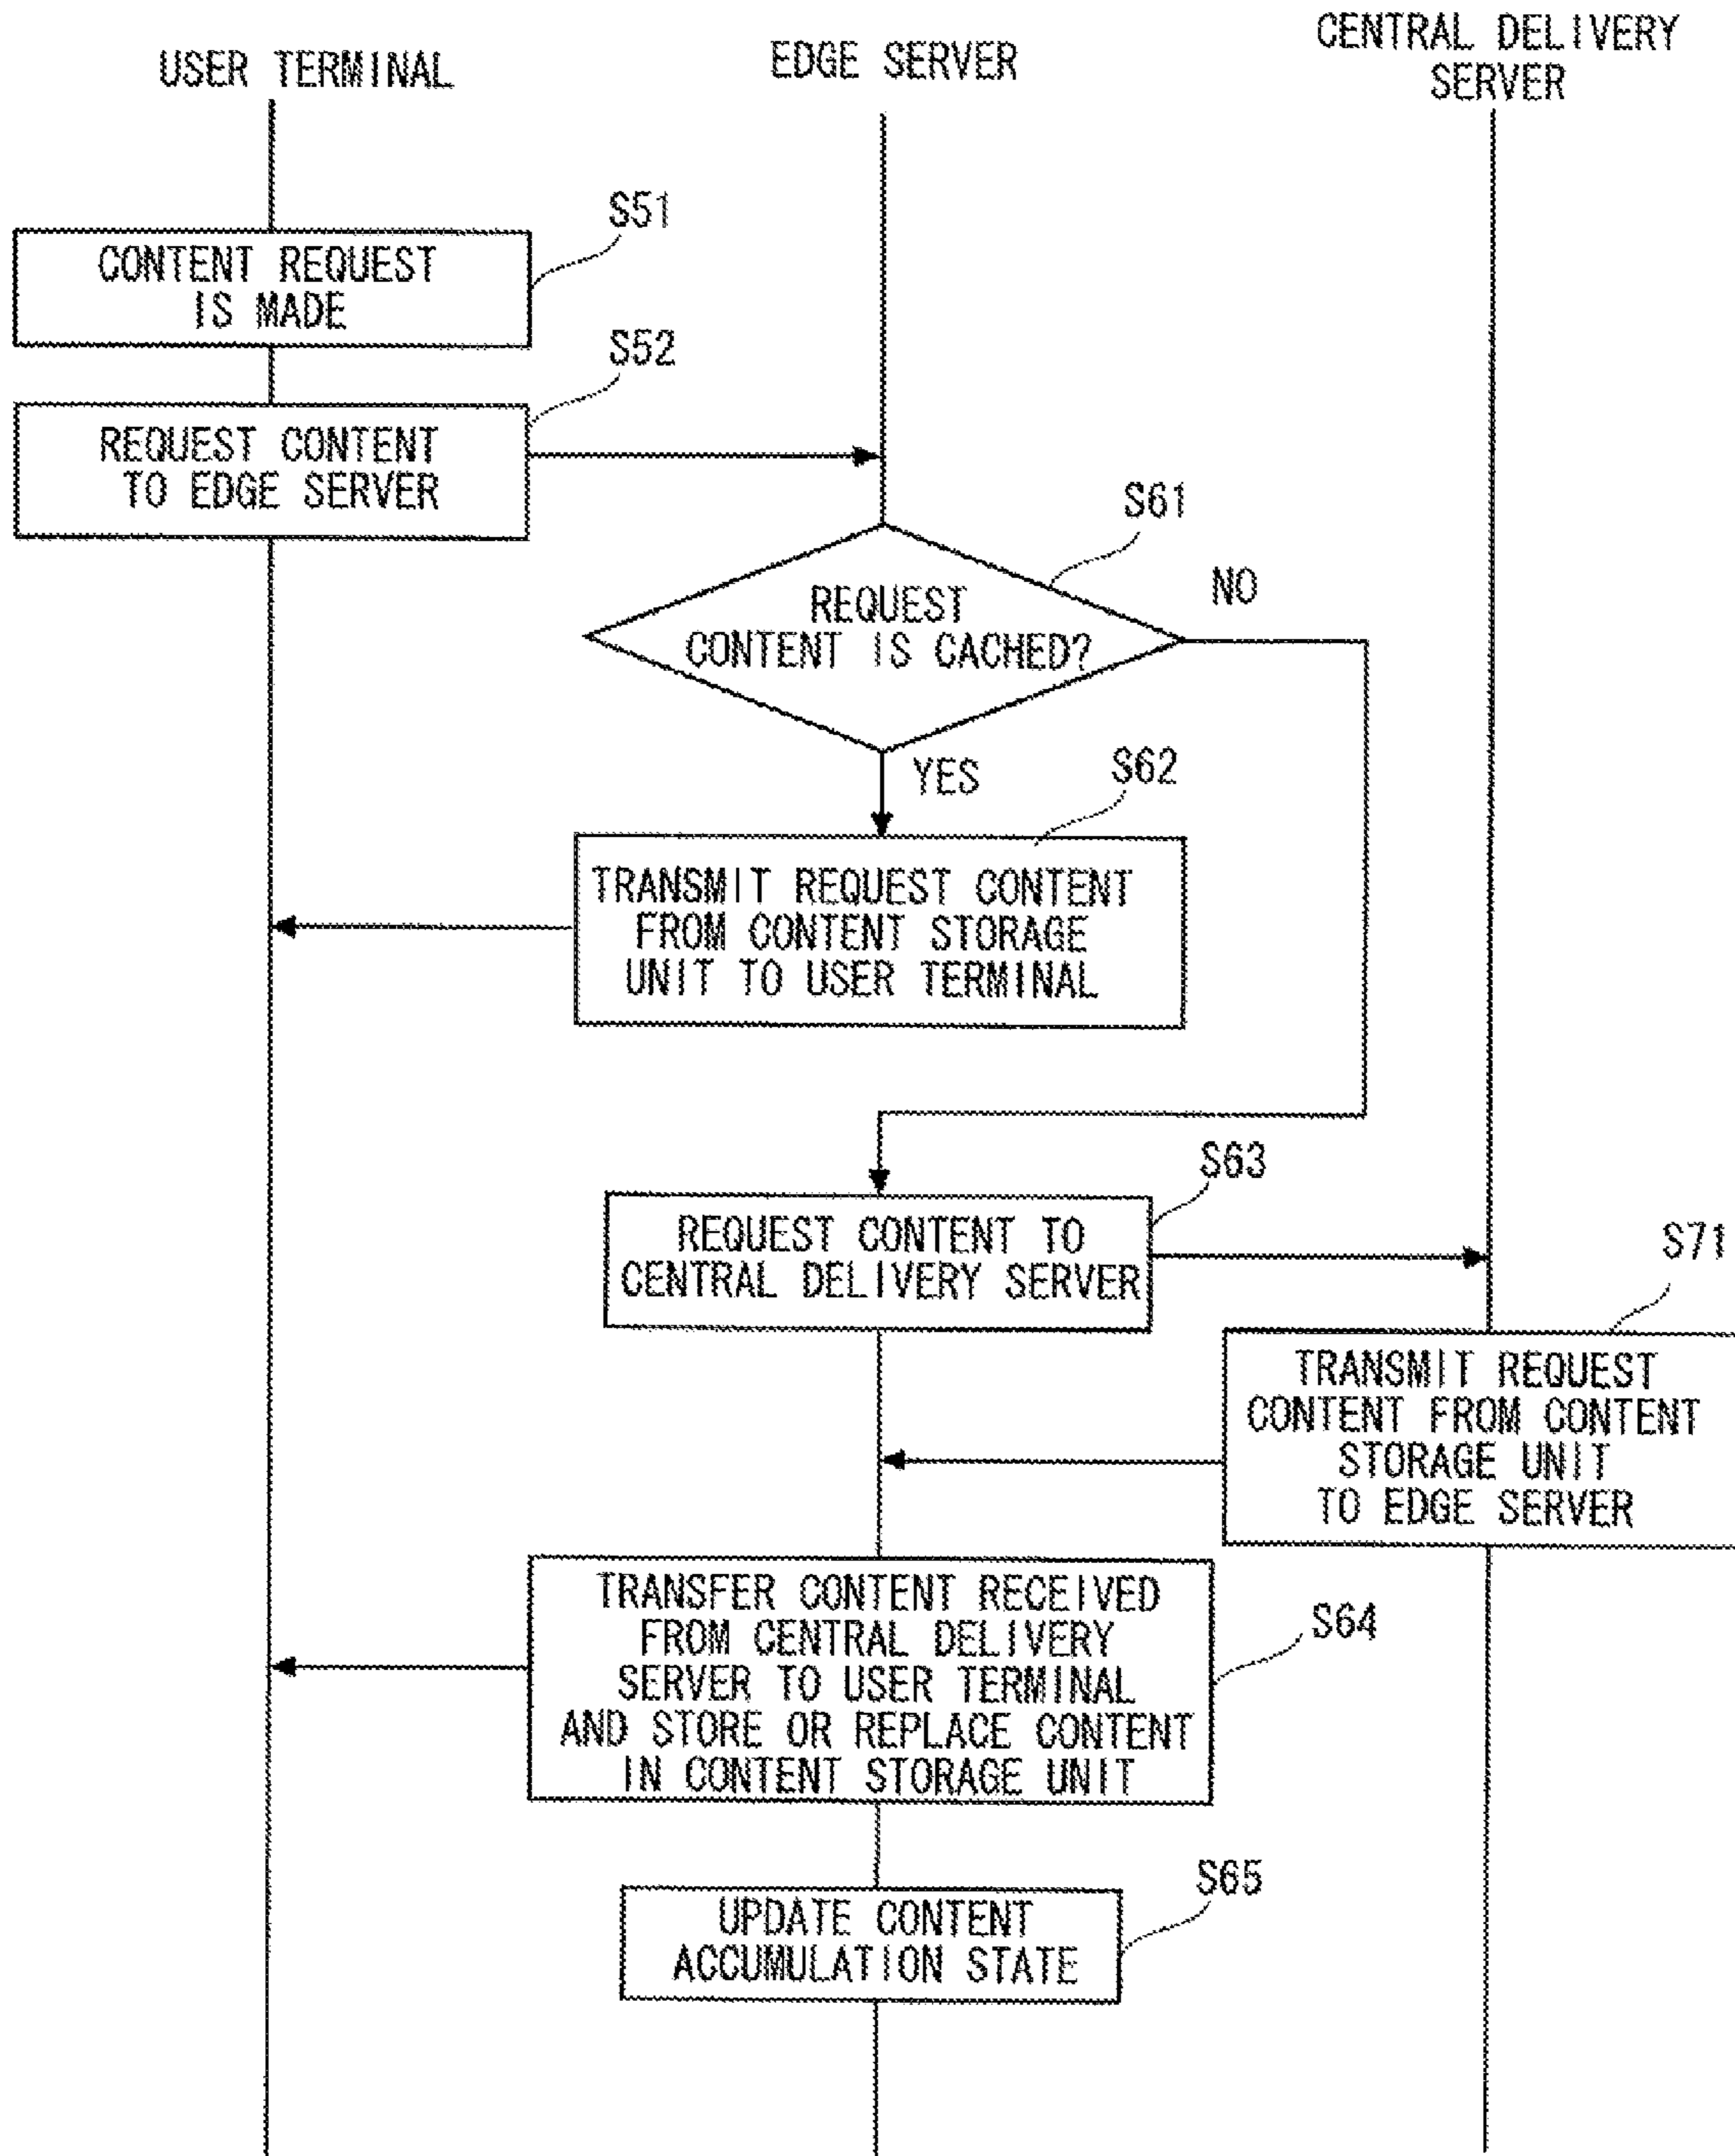 USER TERMINAL
EDGE SERVER
CENTRAL DELIVERY
SERVER
S51
CONTENT REQUEST
IS MADE
S52
REQUEST CONTENT
TO EDGE SERVER
S61
REQUEST
CONTENT IS CACHED?
NO
YES
S62
TRANSMIT REQUEST CONTENT
FROM CONTENT STORAGE
UNIT TO USER TERMINAL
S63
REQUEST CONTENT TO
CENTRAL DELIVERY SERVER
S71
TRANSMIT REQUEST
CONTENT FROM CONTENT
STORAGE UNIT
TO EDGE SERVER
S64
TRANSFER CONTENT RECEIVED
FROM CENTRAL DELIVERY
SERVER TO USER TERMINAL
AND STORE OR REPLACE CONTENT
IN CONTENT STORAGE UNIT
S65
UPDATE CONTENT
ACCUMULATION STATE